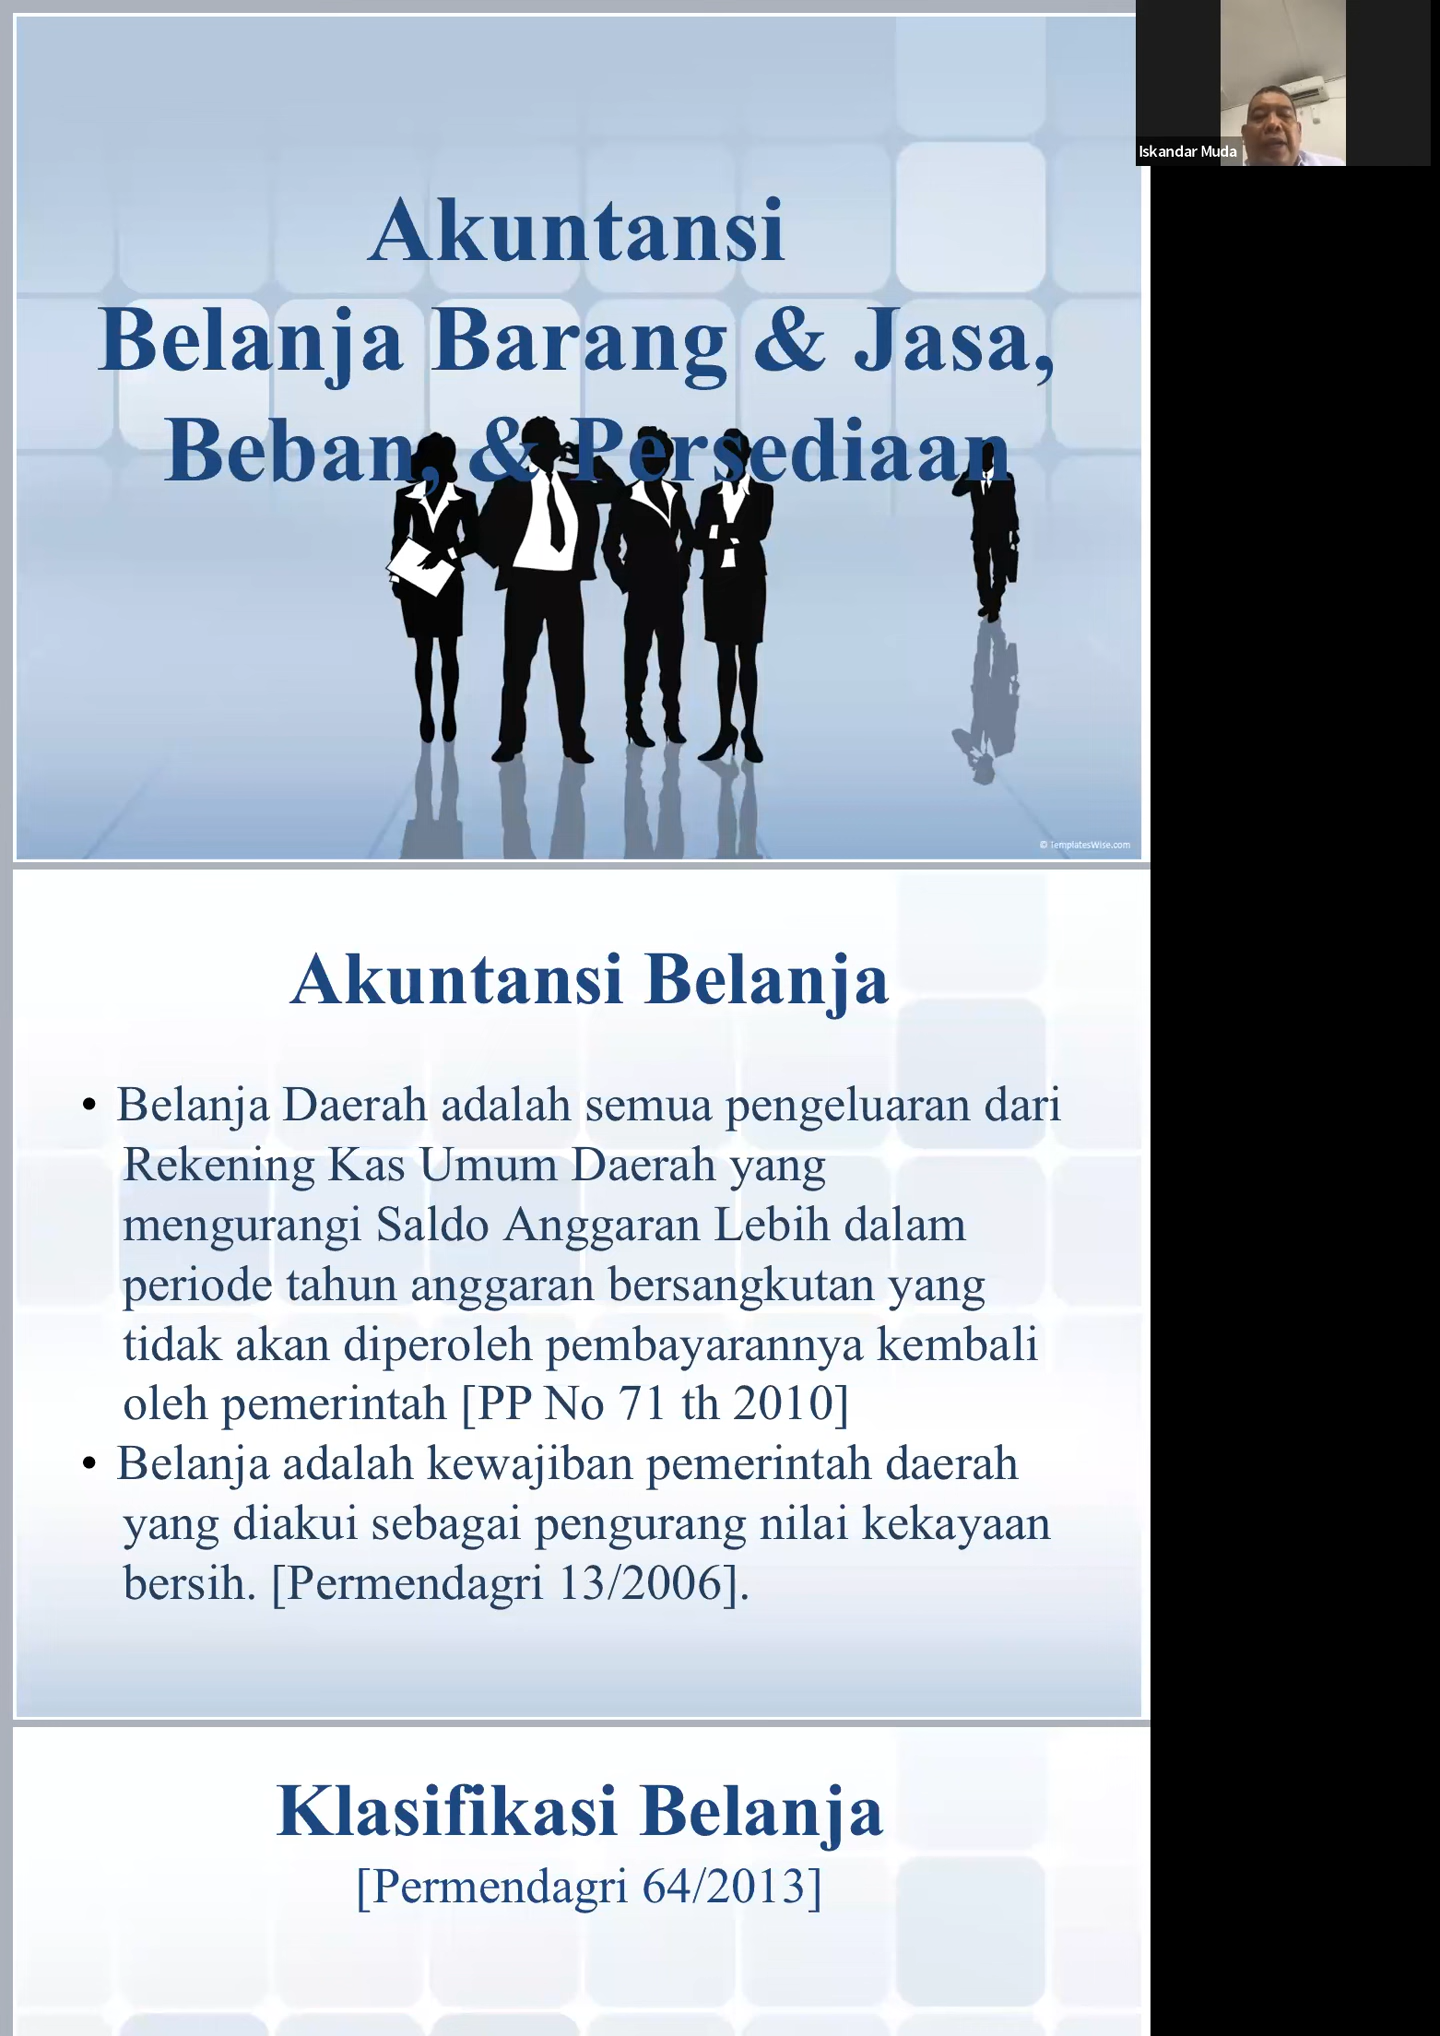 Akuntansi
Belanja Barang & Jasa,
Beban, & Persediaan
© TemplatesWise.com
Iskandar Muda
Akuntansi Belanja
• Belanja Daerah adalah semua pengeluaran dari
Rekening Kas Umum Daerah yang
mengurangi Saldo Anggaran Lebih dalam
periode tahun anggaran bersangkutan yang
tidak akan diperoleh pembayarannya kembali
oleh pemerintah [PP No 71 th 2010]
• Belanja adalah kewajiban pemerintah daerah
yang diakui sebagai pengurang nilai kekayaan
bersih. [Permendagri 13/2006].
Klasifikasi Belanja
[Permendagri 64/2013]